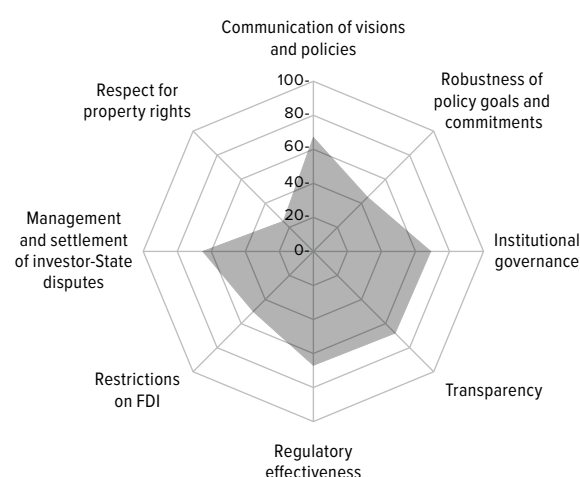 Communication of visions
and policies
Robustness of
policy goals and
commitments
Institutional
governance
Transparency
Regulatory
effectiveness
Restrictions
on FDI
Management
and settlement
of investor-State
disputes
Respect for
property rights
100-
80-
60-
40-
20-
0-